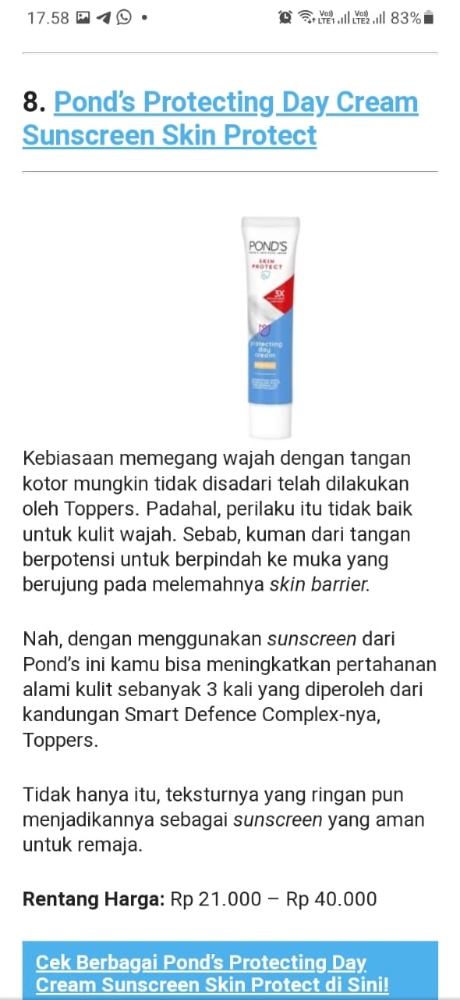 17.58
Vo)) LTE1 Vo)) LTE2 83%
8. Pond’s Protecting Day Cream
Sunscreen Skin Protect
POND'S
SKIN
PROTECT
3X
protecting
day
cream
Kebiasaan memegang wajah dengan tangan
kotor mungkin tidak disadari telah dilakukan
oleh Toppers. Padahal, perilaku itu tidak baik
untuk kulit wajah. Sebab, kuman dari tangan
berpotensi untuk berpindah ke muka yang
berujung pada melemahnya skin barrier.
Nah, dengan menggunakan sunscreen dari
Pond’s ini kamu bisa meningkatkan pertahanan
alami kulit sebanyak 3 kali yang diperoleh dari
kandungan Smart Defence Complex-nya,
Toppers.
Tidak hanya itu, teksturnya yang ringan pun
menjadikannya sebagai sunscreen yang aman
untuk remaja.
Rentang Harga: Rp 21.000 – Rp 40.000
Cek Berbagai Pond’s Protecting Day
Cream Sunscreen Skin Protect di Sini!